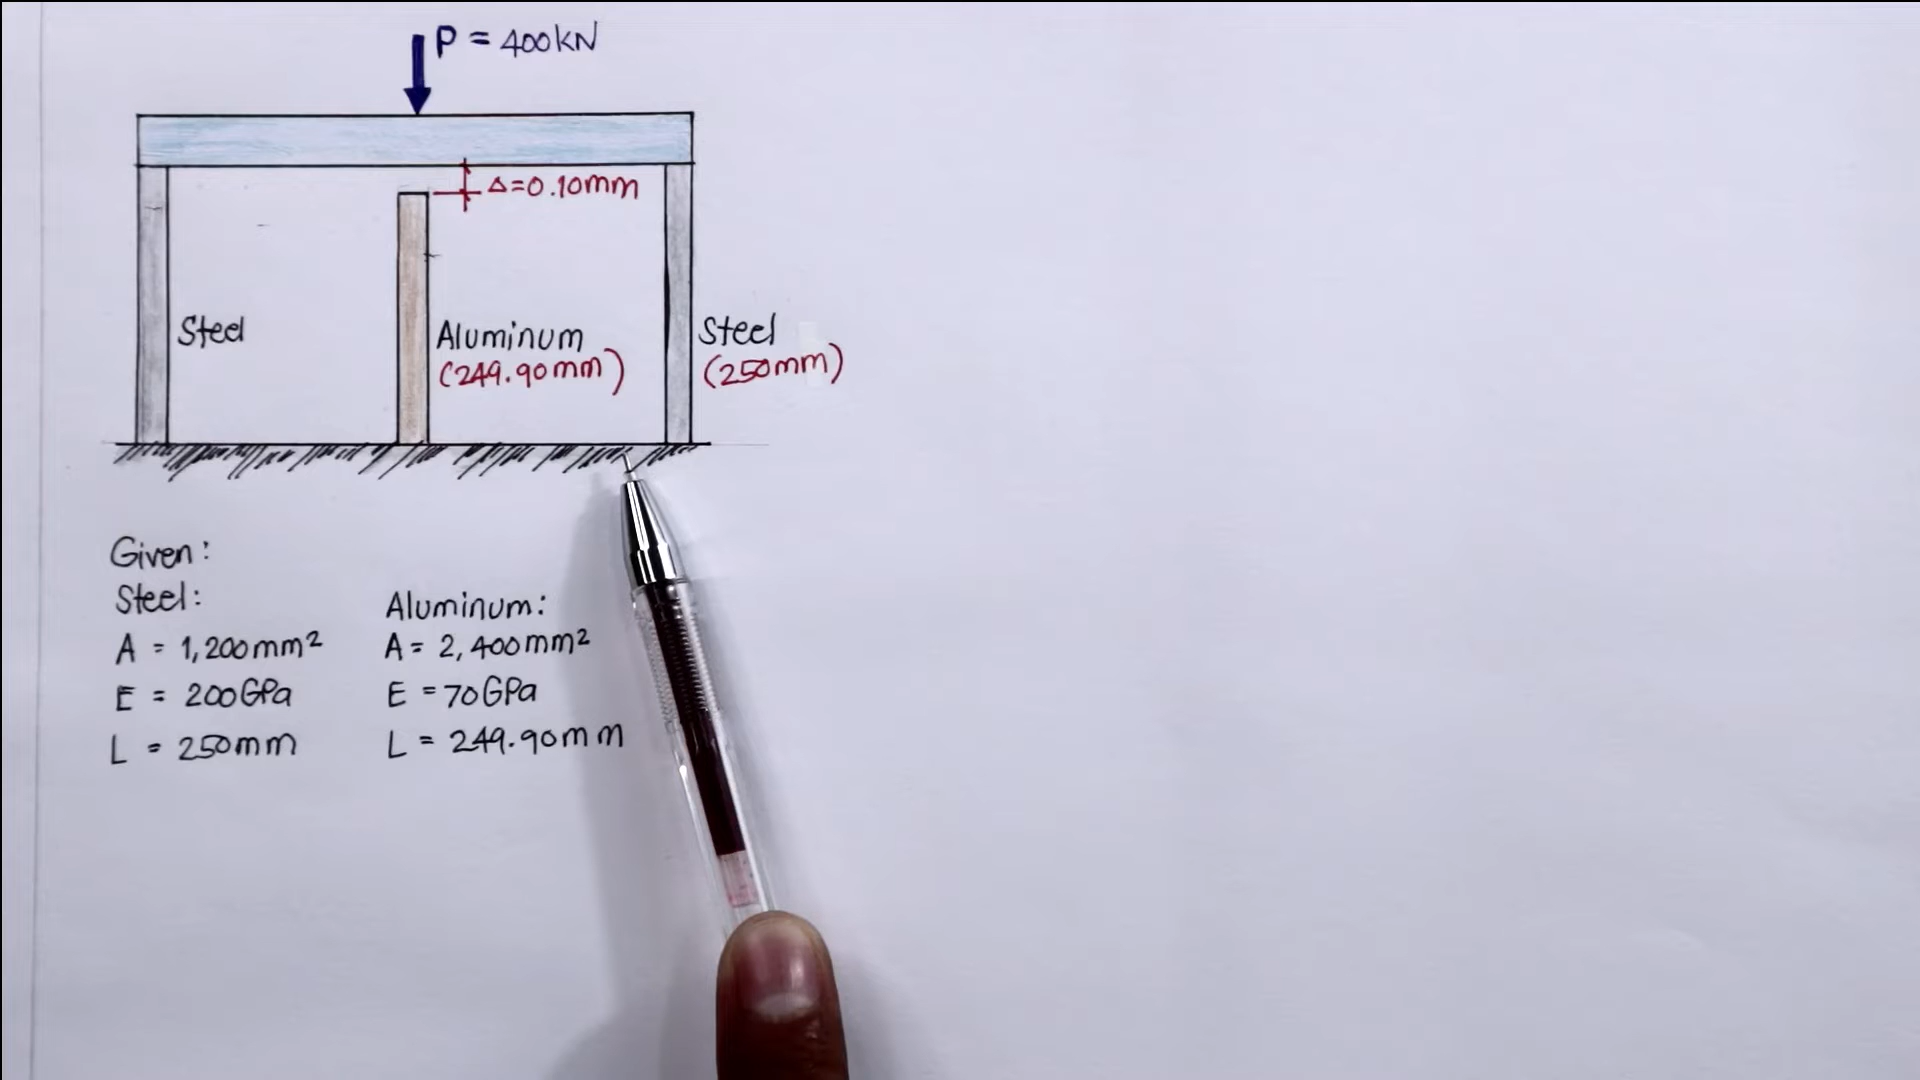 P = 400kN
Δ=0.10mm
Steel
Aluminum
(249.90mm)
Steel
(250mm)
Given:
Steel:
A = 1,200mm²
E = 200GPa
L = 250mm
Aluminum:
A = 2,400mm²
E = 70GPa
L = 249.90mm